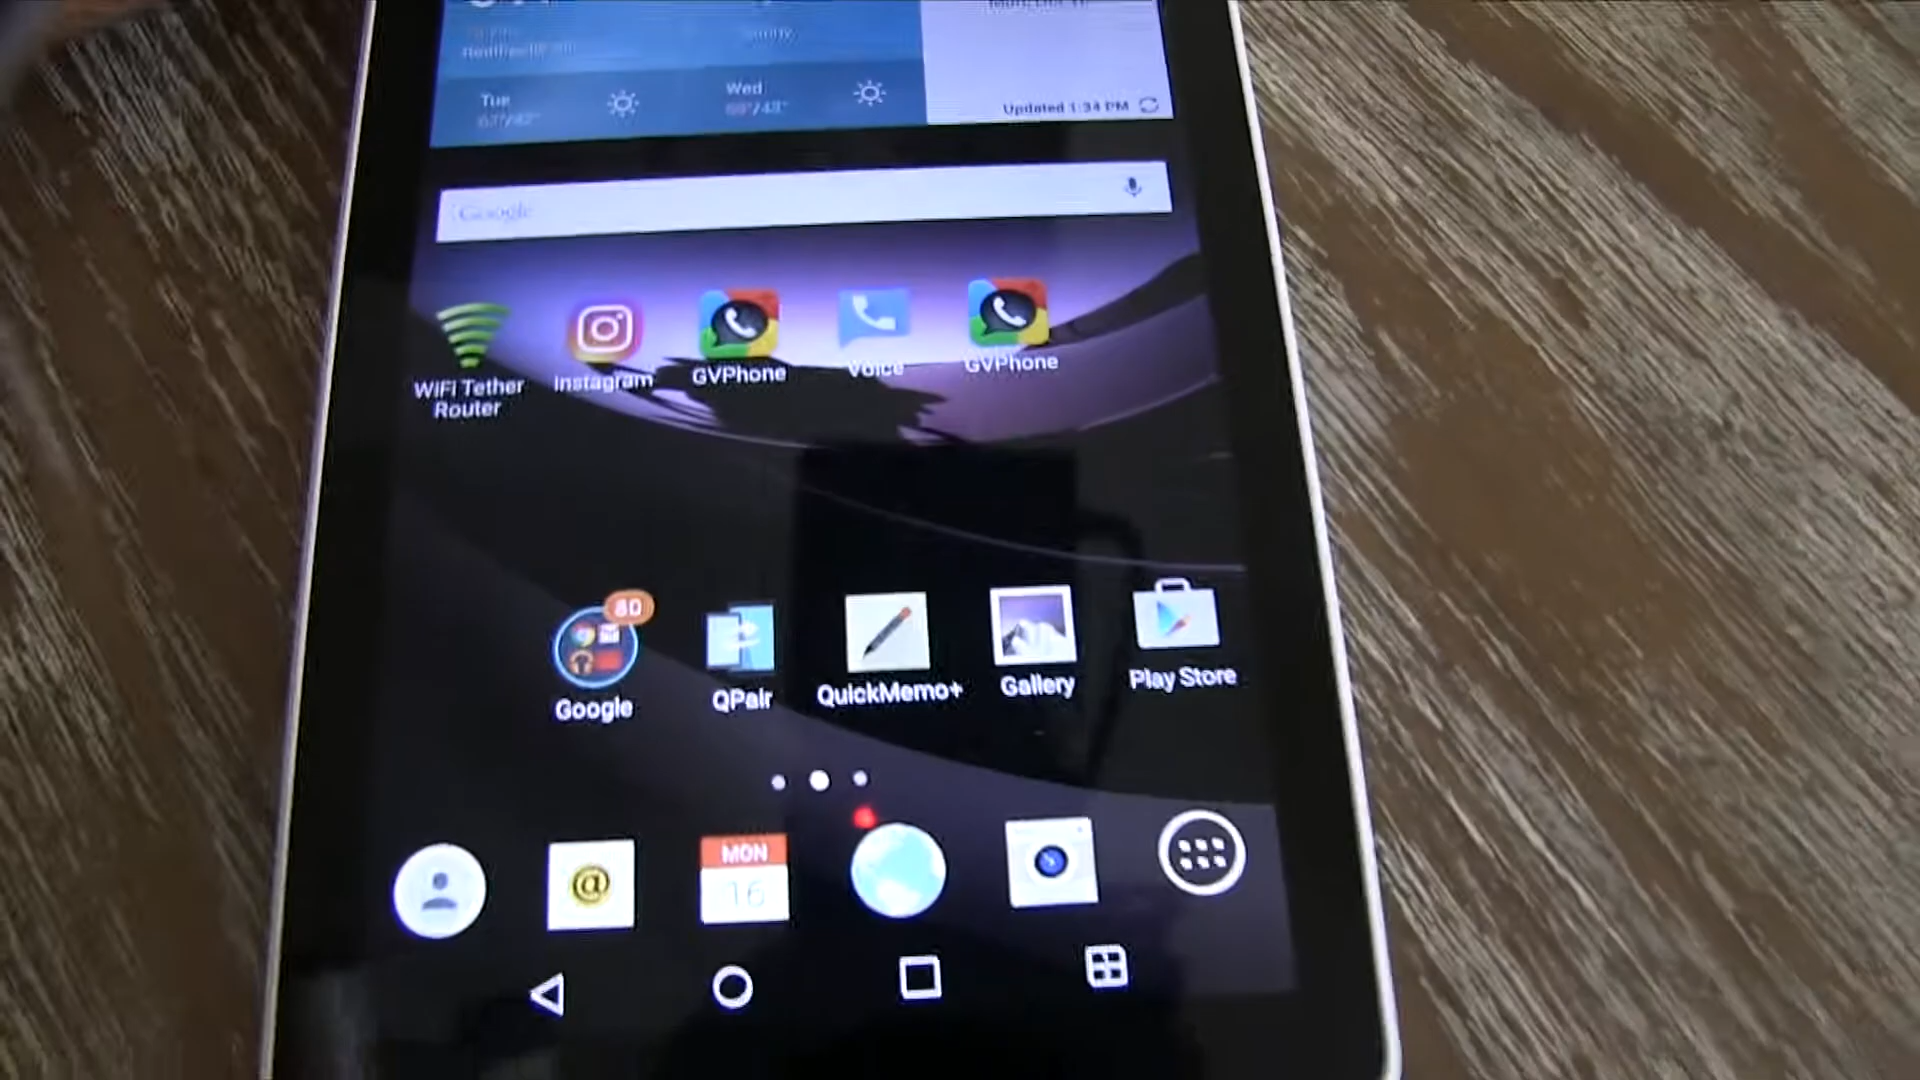 Tue
Wed
Updated 1:34 PM
Google
WiFi Tether
Router
Instagram
GVPhone
Voice
GVPhone
80
Google
QPair
QuickMemo+
Gallery
Play Store
MON
16
@